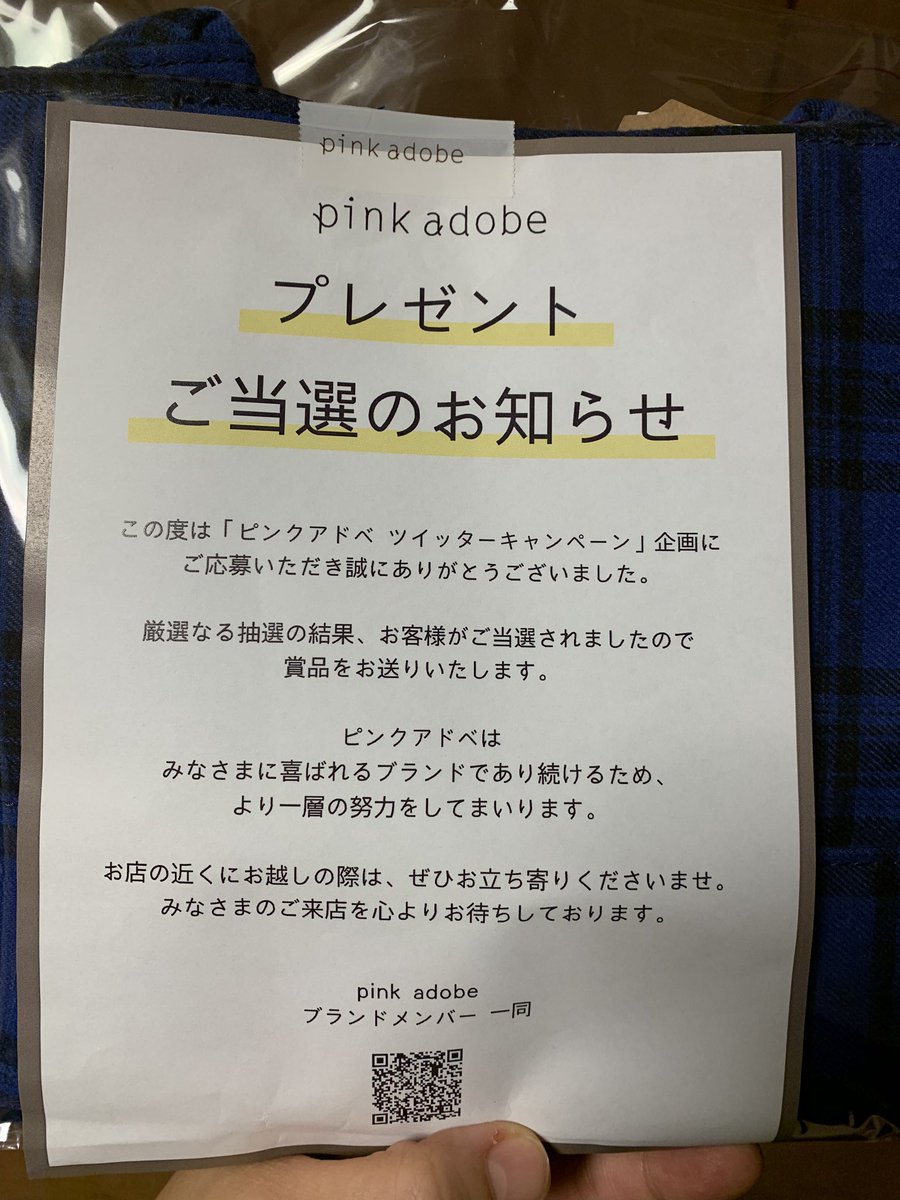 pink adobe
pink adobe
プレゼント
ご当選のお知らせ
この度は「ピンクアドベ ツイッターキャンペーン」企画に
ご応募いただき誠にありがとうございました。
厳選なる抽選の結果、お客様がご当選されましたので
賞品をお送りいたします。
ピンクアドベは
みなさまに喜ばれるブランドであり続けるため、
より一層の努力をしてまいります。
お店の近くにお越しの際は、ぜひお立ち寄りくださいませ。
みなさまのご来店を心よりお待ちしております。
pink adobe
ブランドメンバー 一同